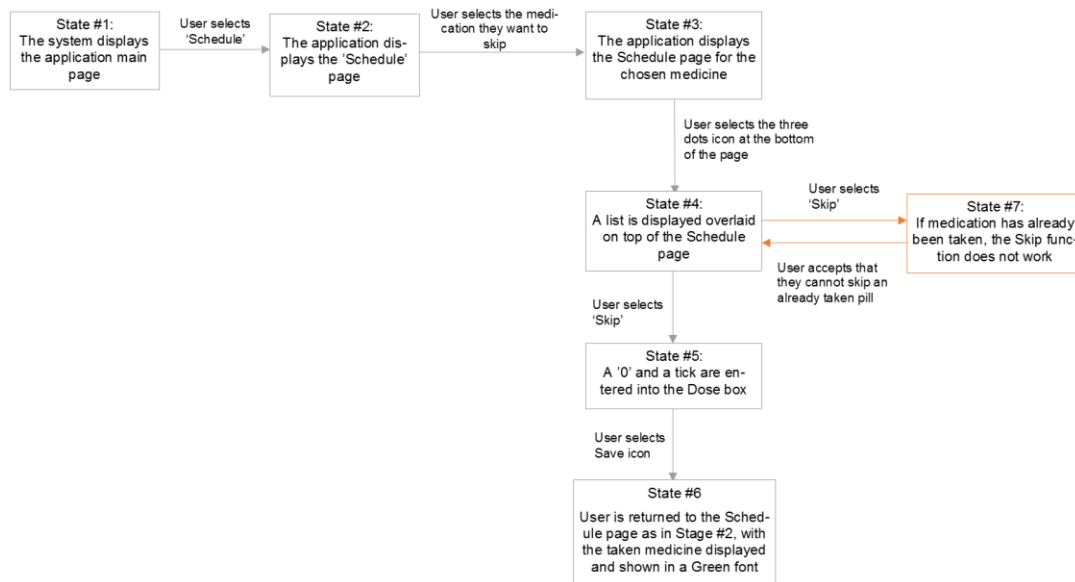 State #1:
The system displays
the application main
page
User selects
‘Schedule’
State #2:
The application dis-
plays the ’Schedule’
page
User selects the medi-
cation they want to
skip
State #3:
The application displays
the Schedule page for the
chosen medicine
User selects the three
dots icon at the bottom
of the page
State #4:
A list is displayed overlaid
on top of the Schedule
page
User selects
‘Skip’
State #7:
If medication has already
been taken, the Skip func-
tion does not work
User accepts that
they cannot skip an
already taken pill
User selects
‘Skip’
State #5:
A ’0’ and a tick are en-
tered into the Dose box
User selects
Save icon
State #6
User is returned to the Sched-
ule page as in Stage #2, with
the taken medicine displayed
and shown in a Green font